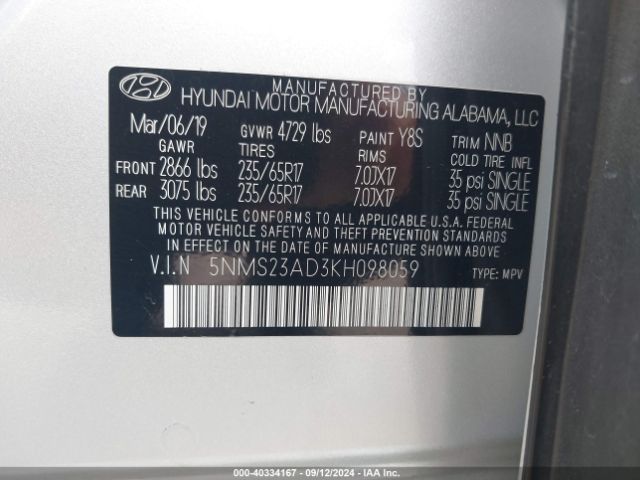 MANUFACTURED BY
HYUNDAI MOTOR MANUFACTURING ALABAMA, LLC
Mar/06/19 GVWR 4729 lbs PAINT Y8S TRIM NNB
GAWR TIRES RIMS COLD TIRE INFL
FRONT 2866 lbs 235/65R17 7.0JX17 35 psi SINGLE
REAR 3075 lbs 235/65R17 7.0JX17 35 psi SINGLE
THIS VEHICLE CONFORMS TO ALL APPLICABLE U.S.A. FEDERAL
MOTOR VEHICLE SAFETY AND THEFT PREVENTION STANDARDS
IN EFFECT ON THE DATE OF MANUFACTURE SHOWN ABOVE.
V.I.N 5NMS23AD3KH098059 TYPE: MPV
000-40334167 - 09/12/2024 - IAA Inc.